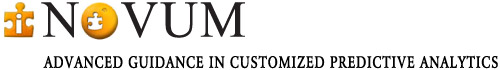 i NOVUM
ADVANCED GUIDANCE IN CUSTOMIZED PREDICTIVE ANALYTICS